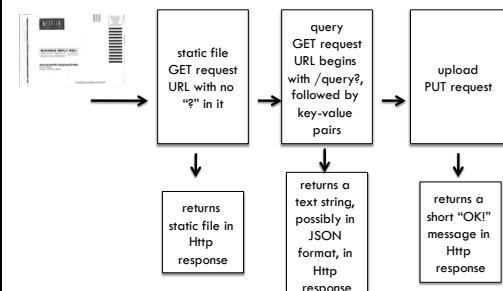 NETFLIX
BUSINESS REPLY MAIL
static file
GET request
URL with no
“?” in it
query
GET request
URL begins
with /query?,
followed by
key-value
pairs
upload
PUT request
returns
static file in
Http
response
returns a
text string,
possibly in
JSON
format, in
Http
response
returns a
short “OK!”
message in
Http
response